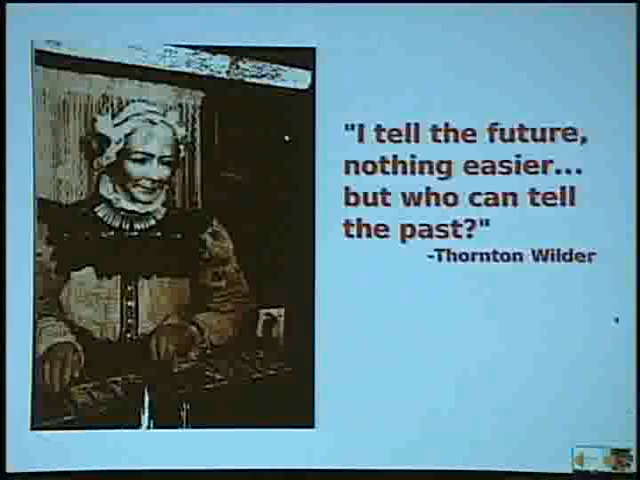 "I tell the future,
nothing easier...
but who can tell
the past?"
-Thornton Wilder